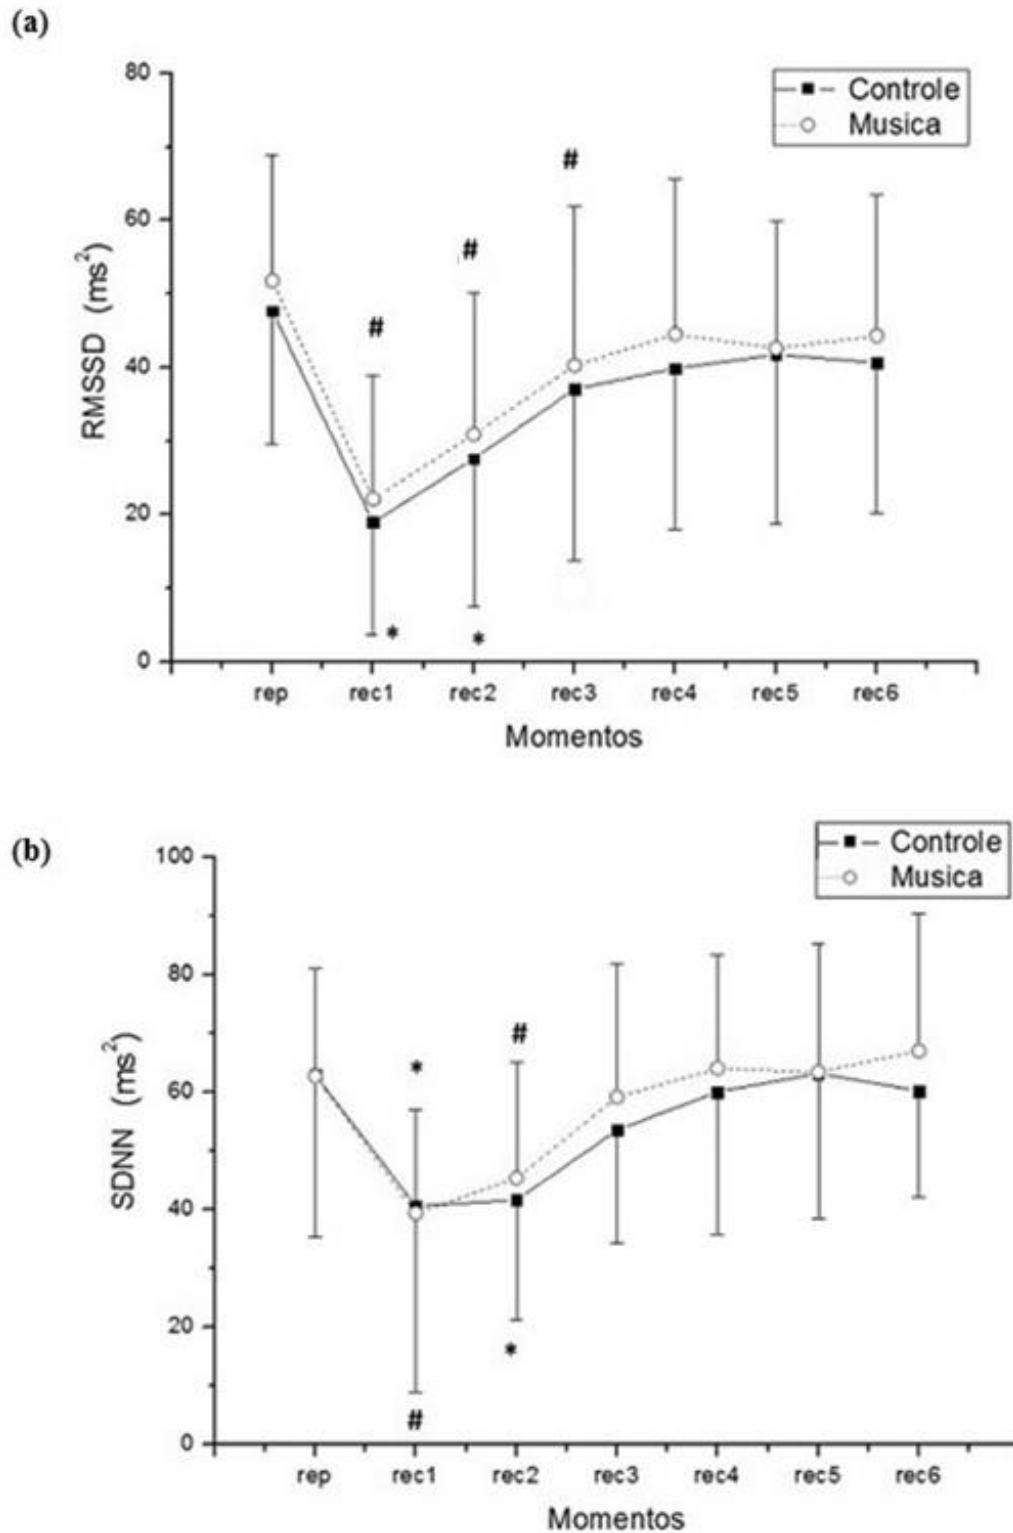 (a)
80
60
40
20
0
RMSSD (ms²)
Controle
Musica
#
#
#
*
*
rep rec1 rec2 rec3 rec4 rec5 rec6
Momentos
(b)
100
80
60
40
20
0
SDNN (ms²)
Controle
Musica
*
#
*
#
rep rec1 rec2 rec3 rec4 rec5 rec6
Momentos